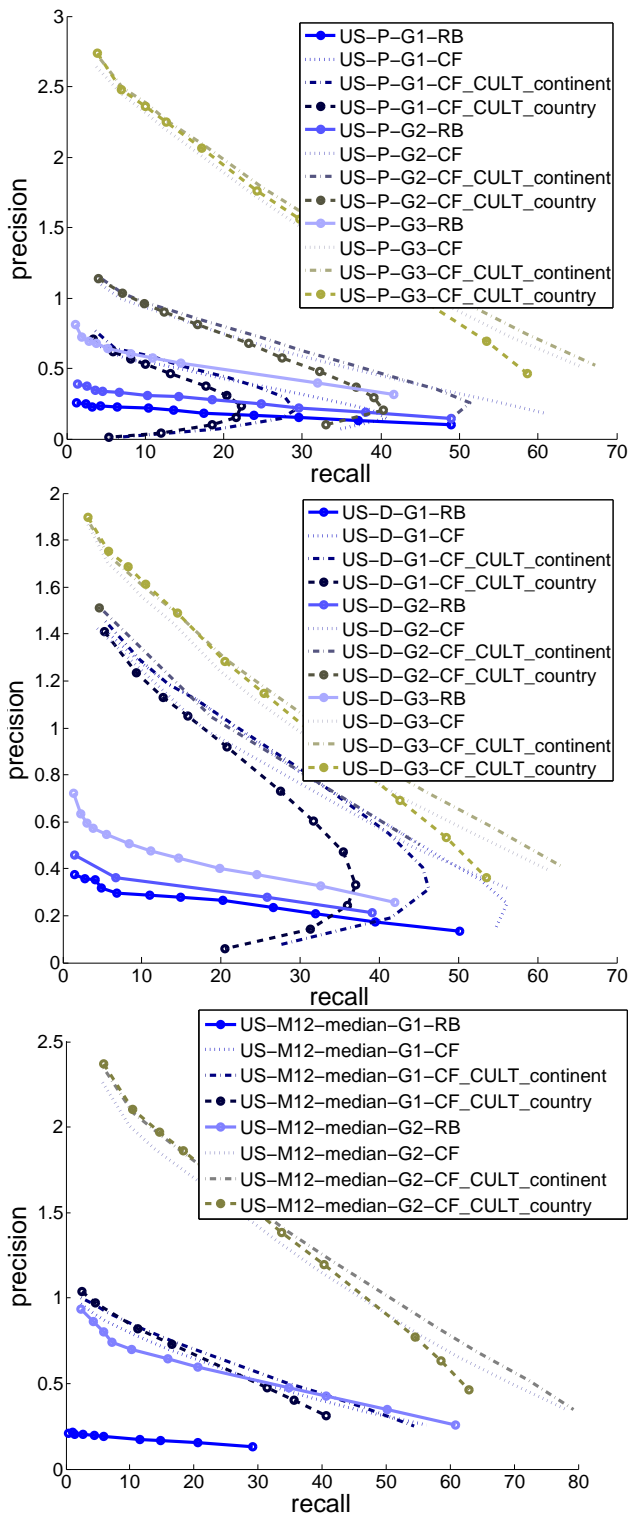 3
2.5
2
1.5
1
0.5
0
precision
US−P−G1−RB
US−P−G1−CF
US−P−G1−CF_CULT_continent
US−P−G1−CF_CULT_country
US−P−G2−RB
US−P−G2−CF
US−P−G2−CF_CULT_continent
US−P−G2−CF_CULT_country
US−P−G3−RB
US−P−G3−CF
US−P−G3−CF_CULT_continent
US−P−G3−CF_CULT_country
0 10 20 30 40 50 60 70
recall
2
1.8
1.6
1.4
1.2
1
0.8
0.6
0.4
0.2
0
precision
US−D−G1−RB
US−D−G1−CF
US−D−G1−CF_CULT_continent
US−D−G1−CF_CULT_country
US−D−G2−RB
US−D−G2−CF
US−D−G2−CF_CULT_continent
US−D−G2−CF_CULT_country
US−D−G3−RB
US−D−G3−CF
US−D−G3−CF_CULT_continent
US−D−G3−CF_CULT_country
0 10 20 30 40 50 60 70
recall
2.5
2
1.5
1
0.5
0
precision
US−M12−median−G1−RB
US−M12−median−G1−CF
US−M12−median−G1−CF_CULT_continent
US−M12−median−G1−CF_CULT_country
US−M12−median−G2−RB
US−M12−median−G2−CF
US−M12−median−G2−CF_CULT_continent
US−M12−median−G2−CF_CULT_country
0 10 20 30 40 50 60 70 80
recall